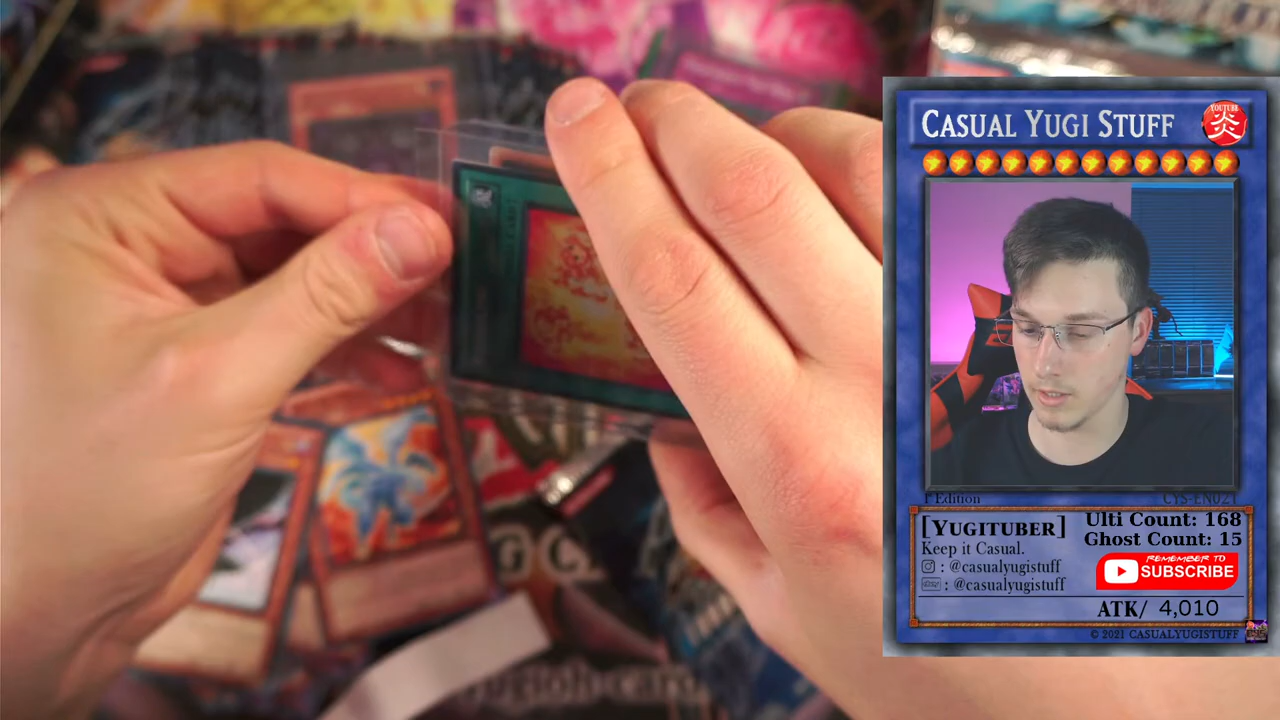 CASUAL YUGI STUFF
YOUTUBE
炎
1st Edition
CYS-EN021
[YUGITUBER]
Keep it Casual.
: @casualyugistuff
: @casualyugistuff
Ulti Count: 168
Ghost Count: 15
REMEMBER TO
SUBSCRIBE
ATK/ 4,010
© 2021 CASUALYUGISTUFF